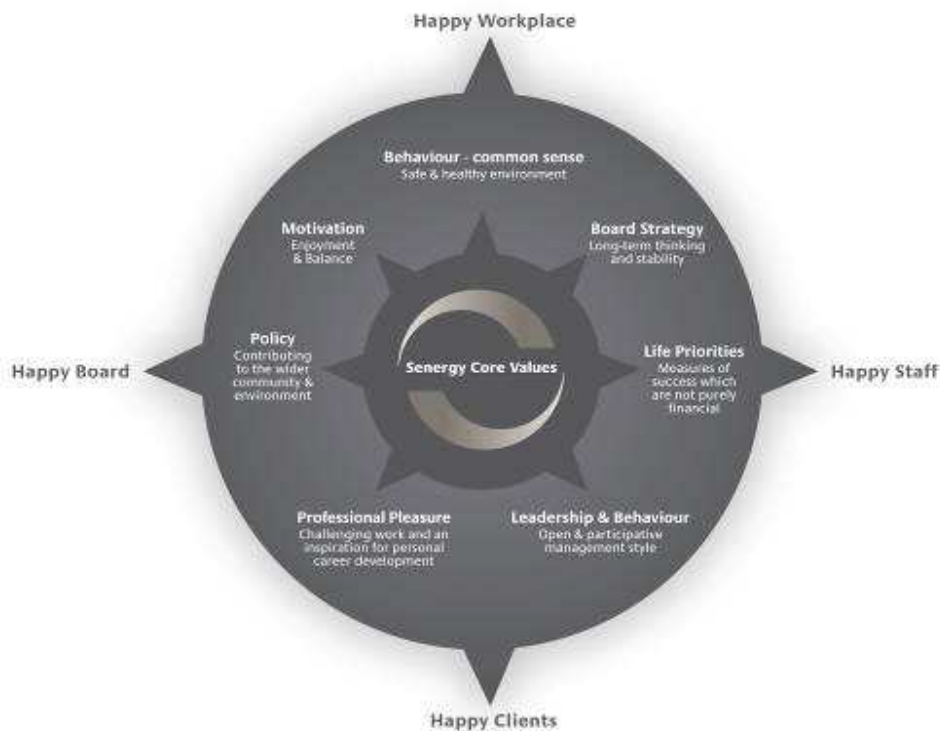 Happy Workplace
Behaviour - common sense
Safe & healthy environment
Motivation
Enjoyment
& Balance
Board Strategy
Long-term thinking
and stability
Happy Board
Policy
Contributing
to the wider
community &
environment
Senergy Core Values
Life Priorities
Measures of
success which
are not purely
financial
Happy Staff
Professional Pleasure
Challenging work and an
inspiration for personal
career development
Leadership & Behaviour
Open & participative
management style
Happy Clients